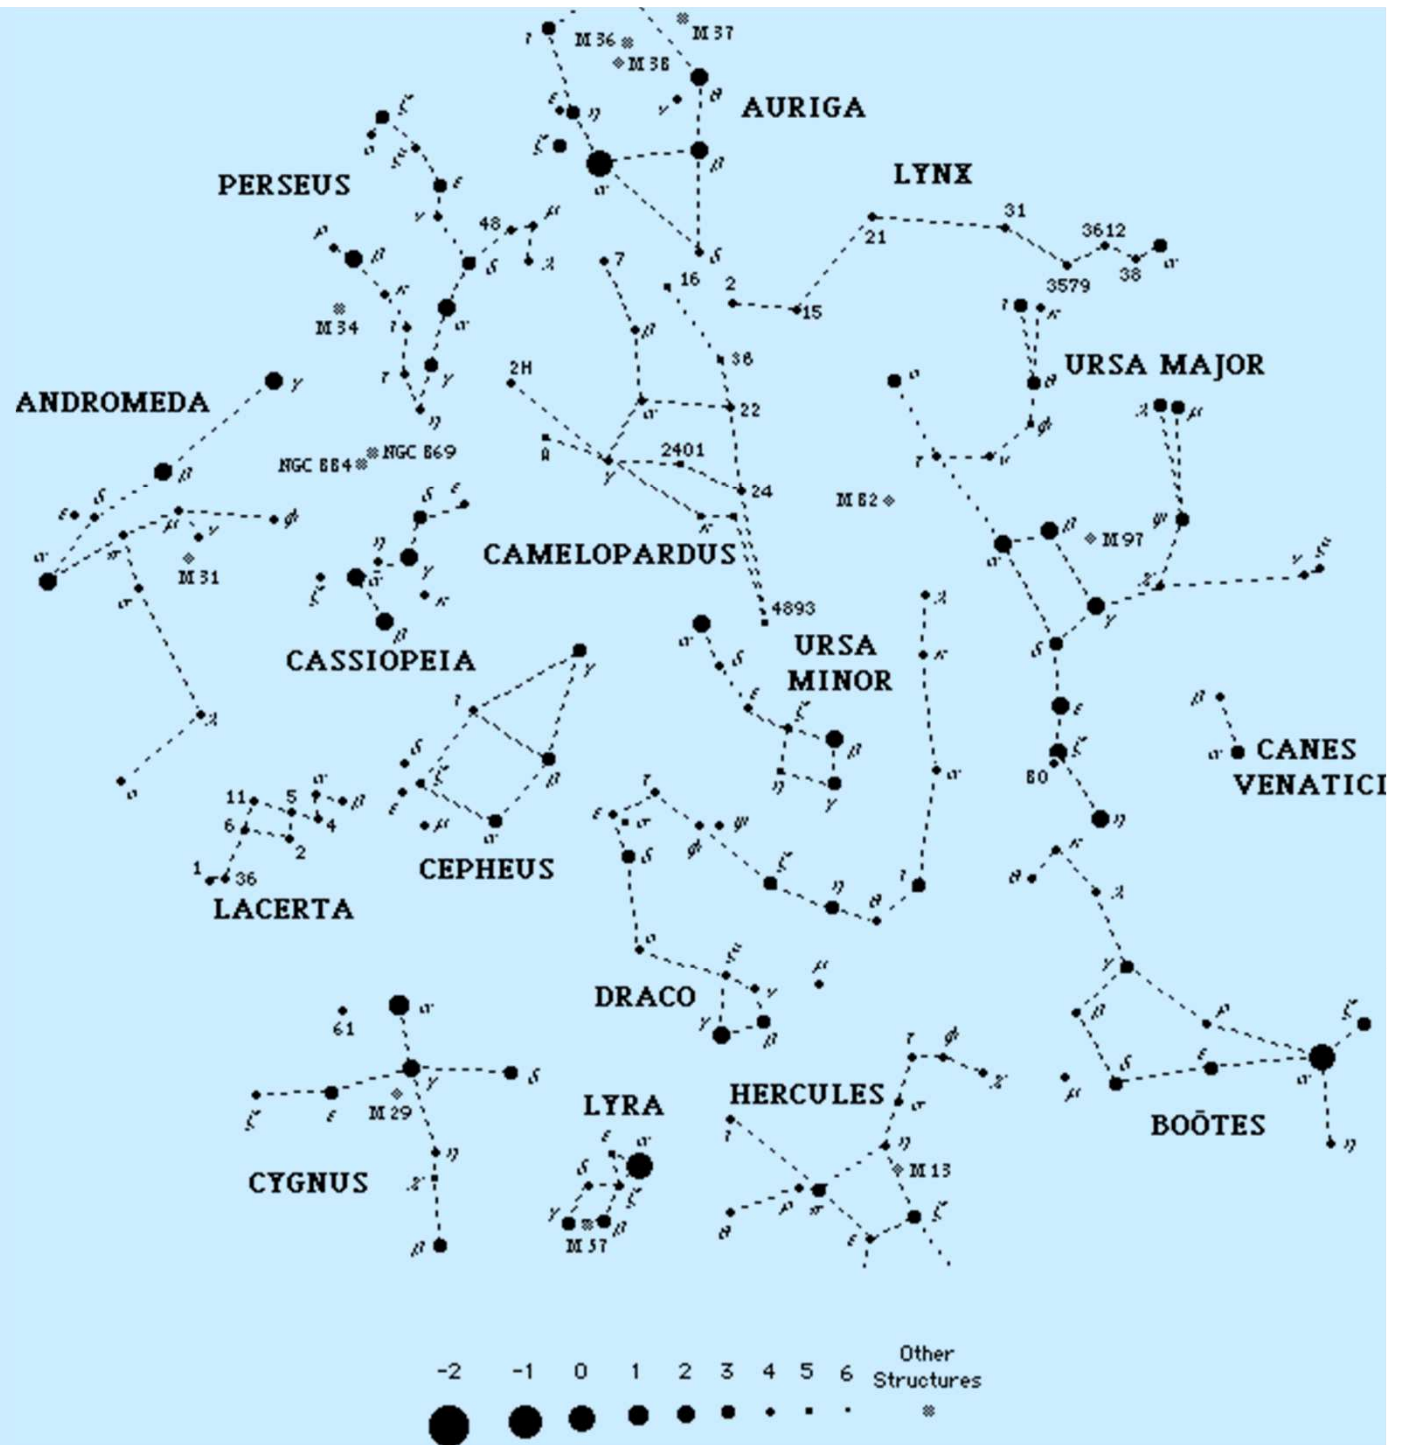 M 37
ι
M 36
M 38
θ
ε
η
ν
AURIGA
ζ
ο
ξ
ζ
β
α
LYNX
PERSEUS
ε
ν
48
μ
31
21
3612
ρ
β
δ
λ
7
δ
16
2
3579
38
α
κ
15
ι
κ
M 34
ι
α
β
36
2H
URSA MAJOR
ο
θ
τ
γ
γ
ANDROMEDA
η
α
22
λ
μ
φ
β
NGC 884
NGC 869
A
γ
2401
24
τ
υ
M 82
ε
δ
δ
ε
μ
ν
φ
π
κ
ψ
α
M 31
η
CAMELOPARDUS
α
β
M 97
ν
ξ
ζ
α
γ
κ
χ
σ
β
4893
λ
γ
CASSIOPEIA
α
URSA
MINOR
δ
κ
δ
γ
ε
ζ
ε
β
ι
λ
β
ζ
α
CANES
VENATICI
δ
ζ
β
η
γ
α
80
ο
ε
μ
α
CEPHEUS
α
11
5
β
6
4
2
τ
ε
σ
φ
ψ
η
δ
ζ
κ
1
36
η
θ
ι
θ
λ
LACERTA
ο
ξ
ν
μ
γ
DRACO
γ
β
61
α
β
ρ
ζ
τ
φ
γ
δ
χ
δ
ε
α
ζ
ε
M 29
LYRA
HERCULES
σ
μ
BOÖTES
ι
η
η
η
ε
α
CYGNUS
χ
δ
M 13
ζ
θ
ρ
π
ζ
γ
β
ε
β
M 57
Other
-2 -1 0 1 2 3 4 5 6 Structures